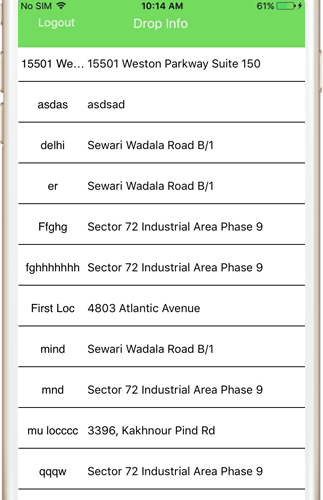 No SIM 10:14 AM 61%
Logout Drop Info
15501 We... 15501 Weston Parkway Suite 150
asdas asdsad
delhi Sewari Wadala Road B/1
er Sewari Wadala Road B/1
Ffghg Sector 72 Industrial Area Phase 9
fghhhhhhh Sector 72 Industrial Area Phase 9
First Loc 4803 Atlantic Avenue
mind Sewari Wadala Road B/1
mnd Sector 72 Industrial Area Phase 9
mu locccc 3396, Kakhnour Pind Rd
qqqw Sector 72 Industrial Area Phase 9